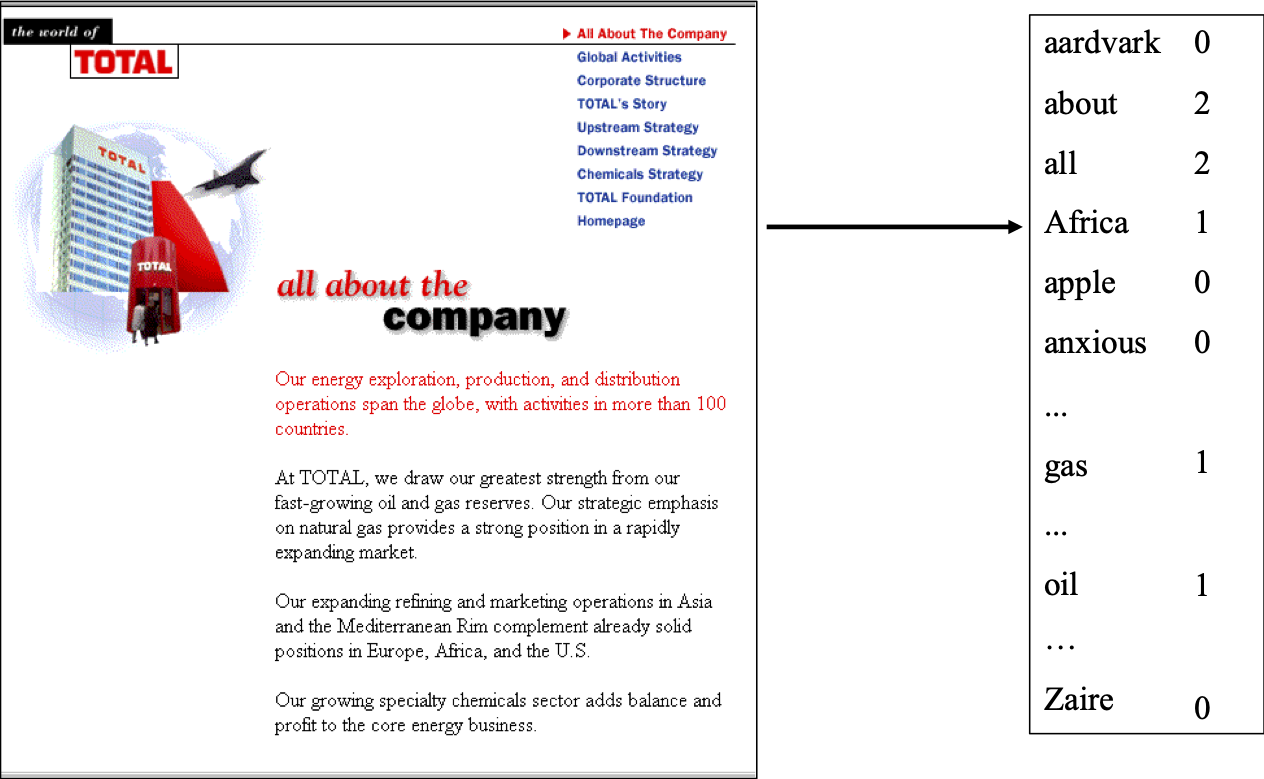 the world of
TOTAL
All About The Company
Global Activities
Corporate Structure
TOTAL's Story
Upstream Strategy
Downstream Strategy
Chemicals Strategy
TOTAL Foundation
Homepage
TOTAL
TOTAL
all about the
company
Our energy exploration, production, and distribution
operations span the globe, with activities in more than 100
countries.
At TOTAL, we draw our greatest strength from our
fast-growing oil and gas reserves. Our strategic emphasis
on natural gas provides a strong position in a rapidly
expanding market.
Our expanding refining and marketing operations in Asia
and the Mediterranean Rim complement already solid
positions in Europe, Africa, and the U.S.
Our growing specialty chemicals sector adds balance and
profit to the core energy business.
aardvark 0
about 2
all 2
Africa 1
apple 0
anxious 0
...
gas 1
...
oil 1
…
Zaire 0